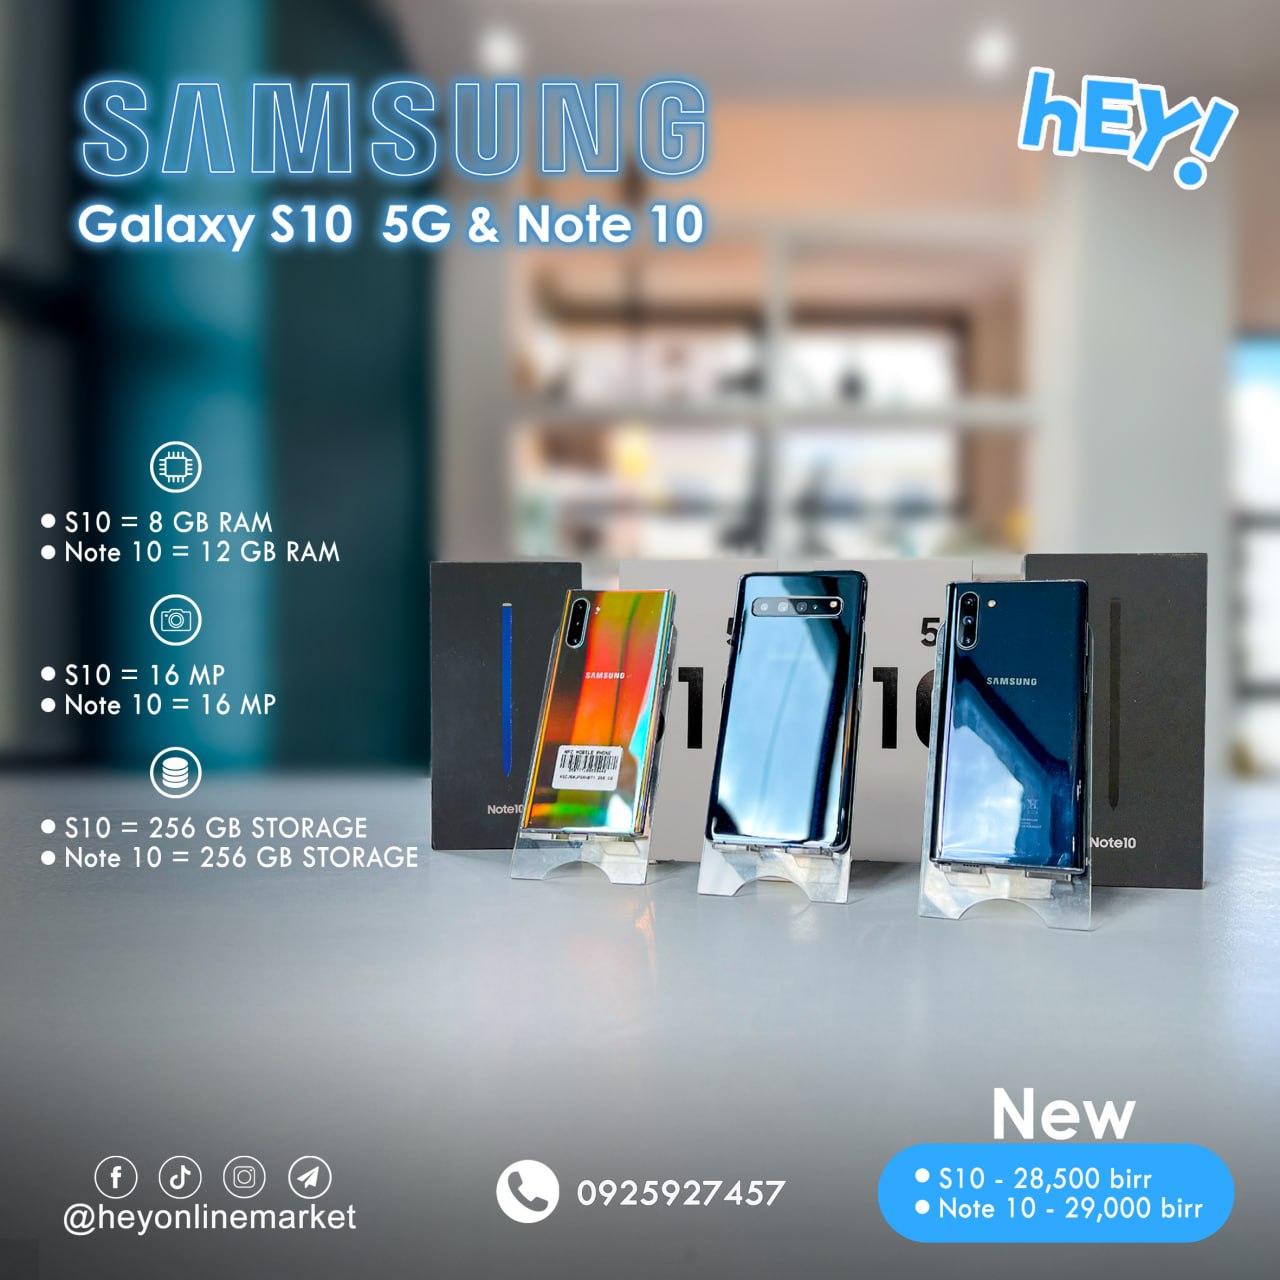 SAMSUNG
Galaxy S10 5G & Note 10
hEY!
S10 = 8 GB RAM
Note 10 = 12 GB RAM
S10 = 16 MP
Note 10 = 16 MP
S10 = 256 GB STORAGE
Note 10 = 256 GB STORAGE
SAMSUNG
SAMSUNG
Note10
Note10
New
S10 - 28,500 birr
Note 10 - 29,000 birr
@heyonlinemarket
0925927457